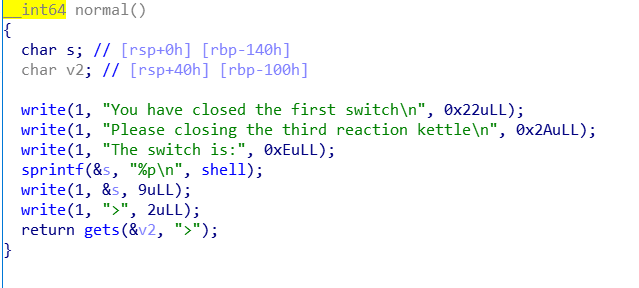 __int64 normal()
{
  char s; // [rsp+0h] [rbp-140h]
  char v2; // [rsp+40h] [rbp-100h]

  write(1, "You have closed the first switch\n", 0x22uLL);
  write(1, "Please closing the third reaction kettle\n", 0x2AuLL);
  write(1, "The switch is:", 0xEuLL);
  sprintf(&s, "%p\n", shell);
  write(1, &s, 9uLL);
  write(1, ">", 2uLL);
  return gets(&v2, ">");
}